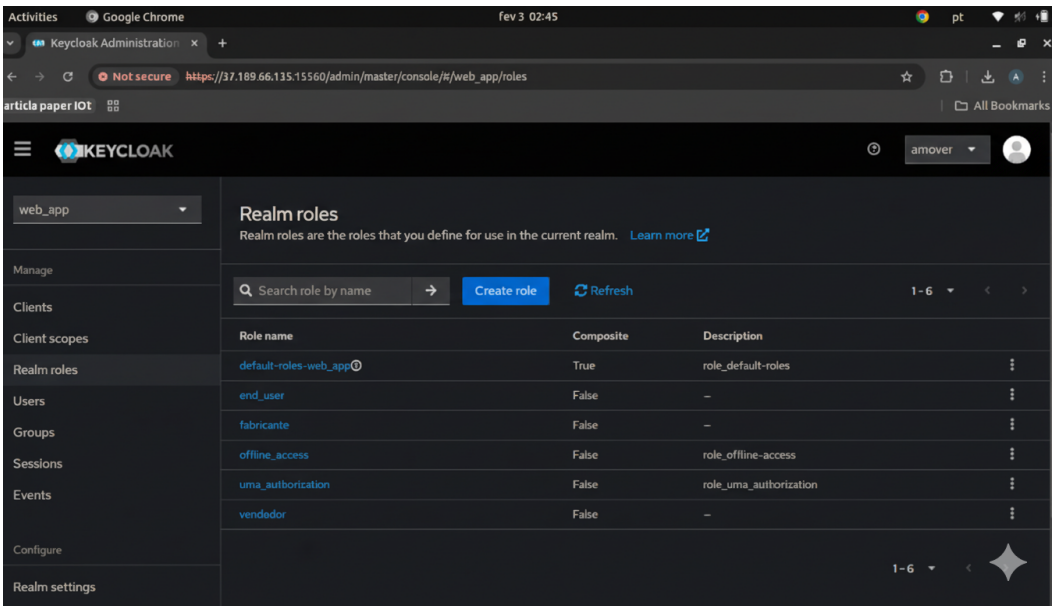 Activities Google Chrome fev 3 02:45 pt
Keycloak Administration × +
Not secure https://37.189.66.135.15560/admin/master/console/#/web_app/roles
articla paper IOt All Bookmarks
KEYCLOAK amover
web_app
Manage
Clients
Client scopes
Realm roles
Users
Groups
Sessions
Events
Configure
Realm settings
Realm roles
Realm roles are the roles that you define for use in the current realm. Learn more
Search role by name Create role Refresh 1-6
Role name Composite Description
default-roles-web_app True role_default-roles
end_user False –
fabricante False –
offline_access False role_offline-access
uma_autborization False role_uma_authorization
vendedor False –
1-6